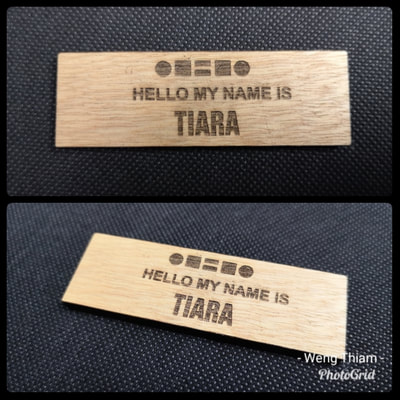 HELLO MY NAME IS
TIARA
HELLO MY NAME IS
TIARA
- Weng Thiam -
PhotoGrid